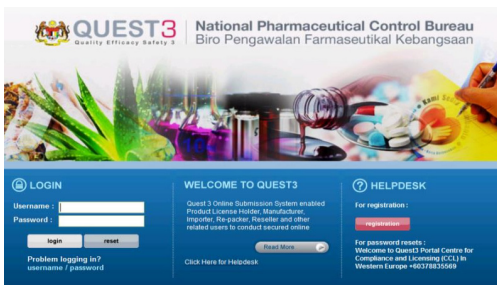 QUEST3
Quality Efficacy Safety 3
National Pharmaceutical Control Bureau
Biro Pengawalan Farmaseutikal Kebangsaan
Kami
LOGIN
Username :
Password :
login reset
Problem logging in?
username / password
WELCOME TO QUEST3
Quest 3 Online Submission System enabled
Product License Holder, Manufacturer,
Importer, Re-packer, Reseller and other
related users to conduct secured online
Read More
Click Here for Helpdesk
HELPDESK
For registration :
registration
For password resets :
Welcome to Quest3 Portal Centre for
Compliance and Licensing (CCL) In
Western Europe +60378835569